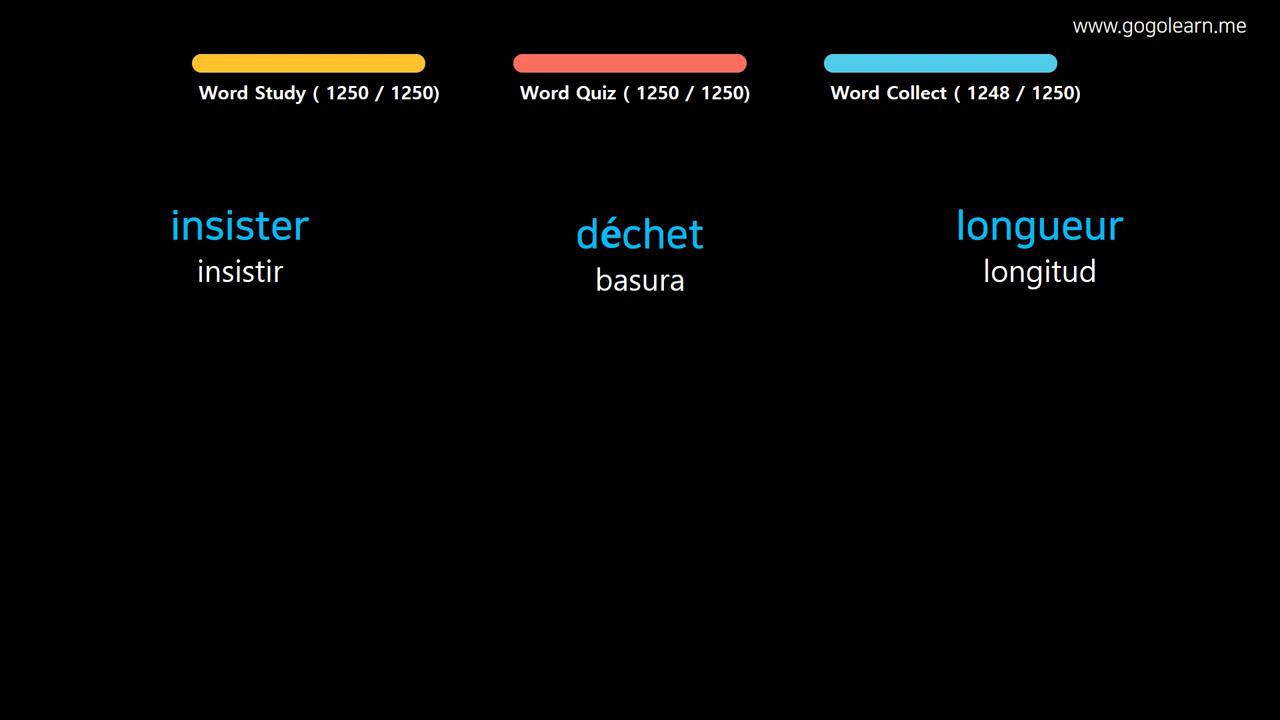 www.gogolearn.me
Word Study ( 1250 / 1250)
Word Quiz ( 1250 / 1250)
Word Collect ( 1248 / 1250)
insister
insistir
déchet
basura
longueur
longitud